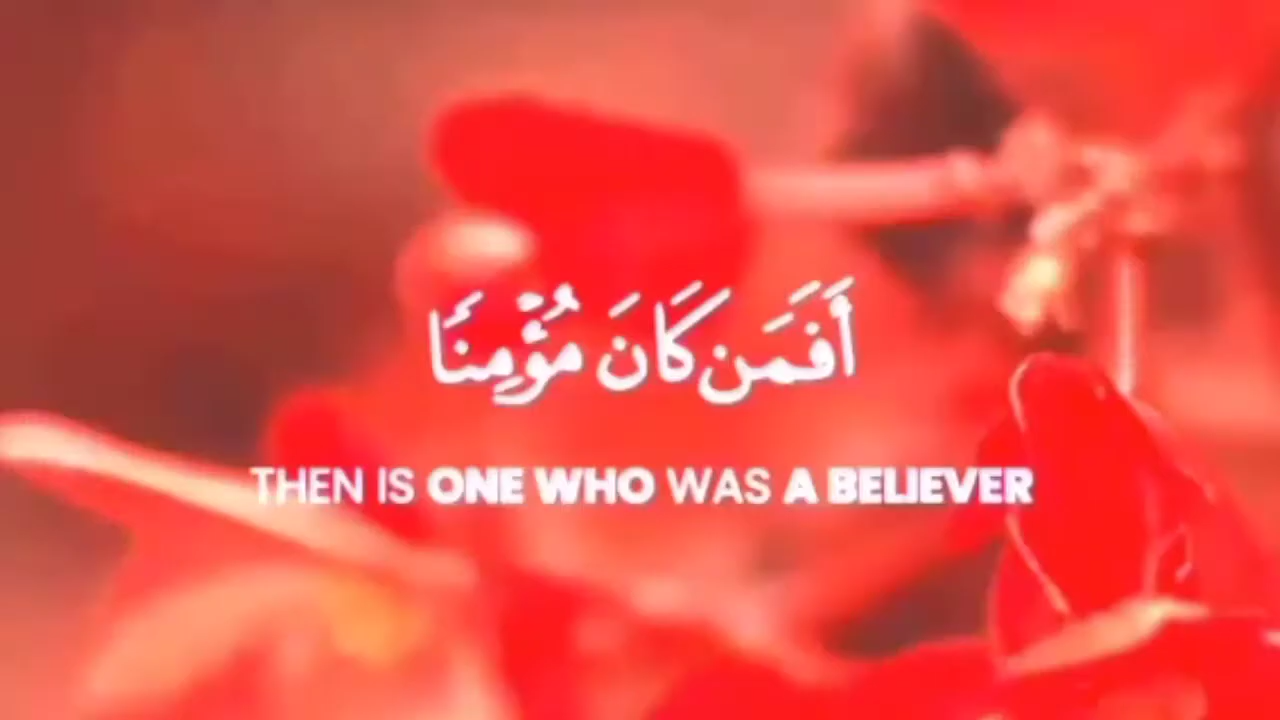 أَفَمَن كَانَ مُؤْمِنًا
THEN IS ONE WHO WAS A BELIEVER